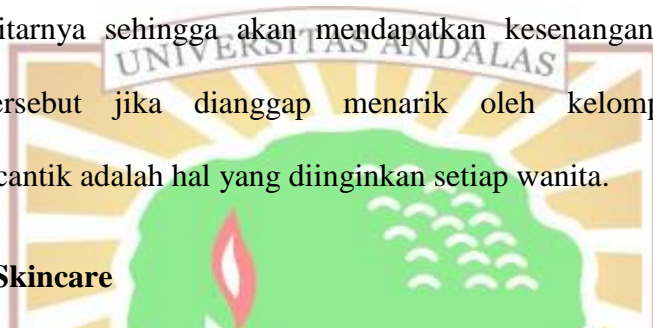 itarnya sehingga akan mendapatkan kesenangan
UNIVERSITAS ANDALAS
ersebut jika dianggap menarik oleh kelomp
cantik adalah hal yang diinginkan setiap wanita.
Skincare